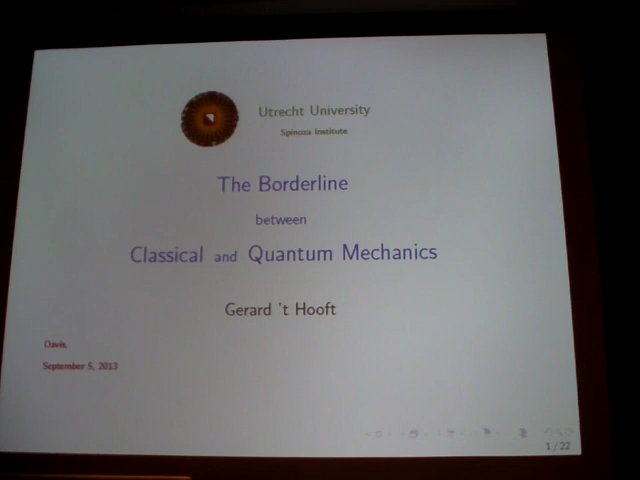 Utrecht University
Spinoza Institute
The Borderline
between
Classical and Quantum Mechanics
Gerard 't Hooft
Davis,
September 5, 2013
1 / 22